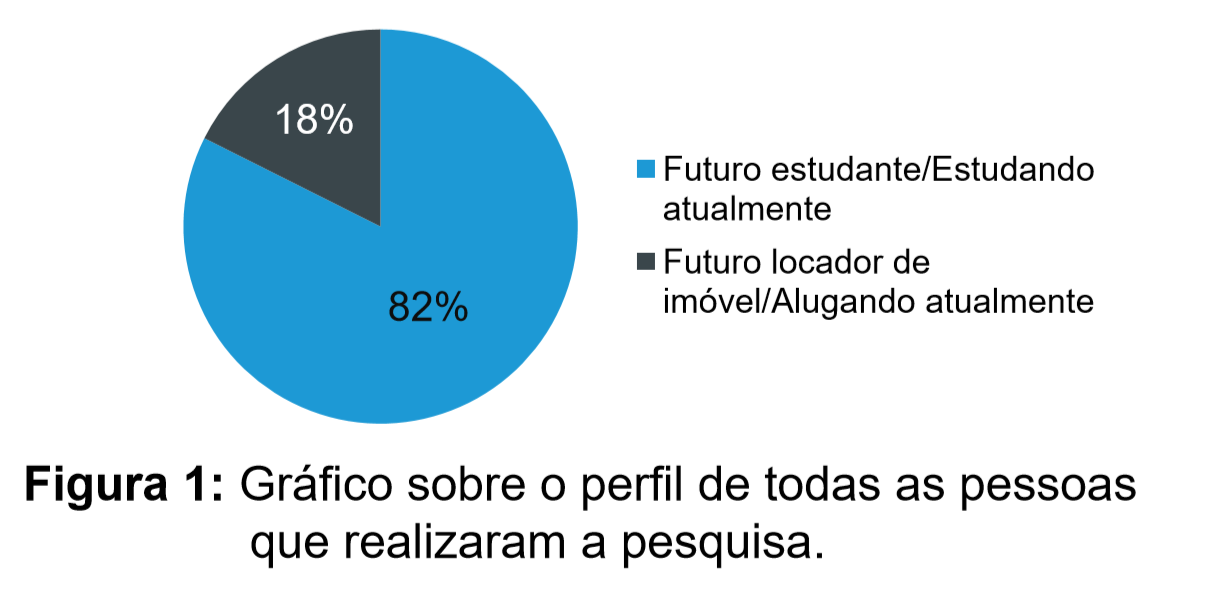 18%
82%
Futuro estudante/Estudando
atualmente
Futuro locador de
imóvel/Alugando atualmente
Figura 1: Gráfico sobre o perfil de todas as pessoas
que realizaram a pesquisa.